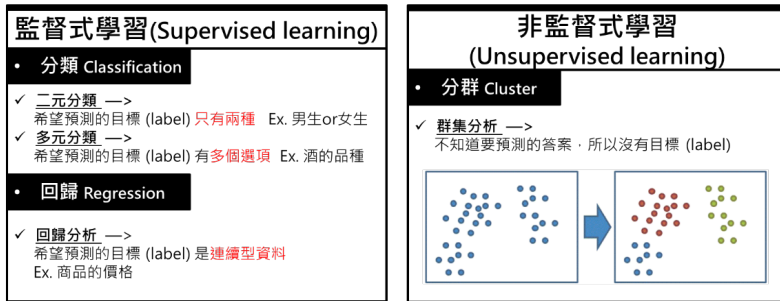 監督式學習(Supervised learning)
• 分類 Classification
✓ 二元分類 —>
希望預測的目標 (label) 只有兩種 Ex. 男生or女生
✓ 多元分類 —>
希望預測的目標 (label) 有多個選項 Ex. 酒的品種
• 回歸 Regression
✓ 回歸分析 —>
希望預測的目標 (label) 是連續型資料
Ex. 商品的價格
非監督式學習
(Unsupervised learning)
• 分群 Cluster
✓ 群集分析 —>
不知道要預測的答案，所以沒有目標 (label)